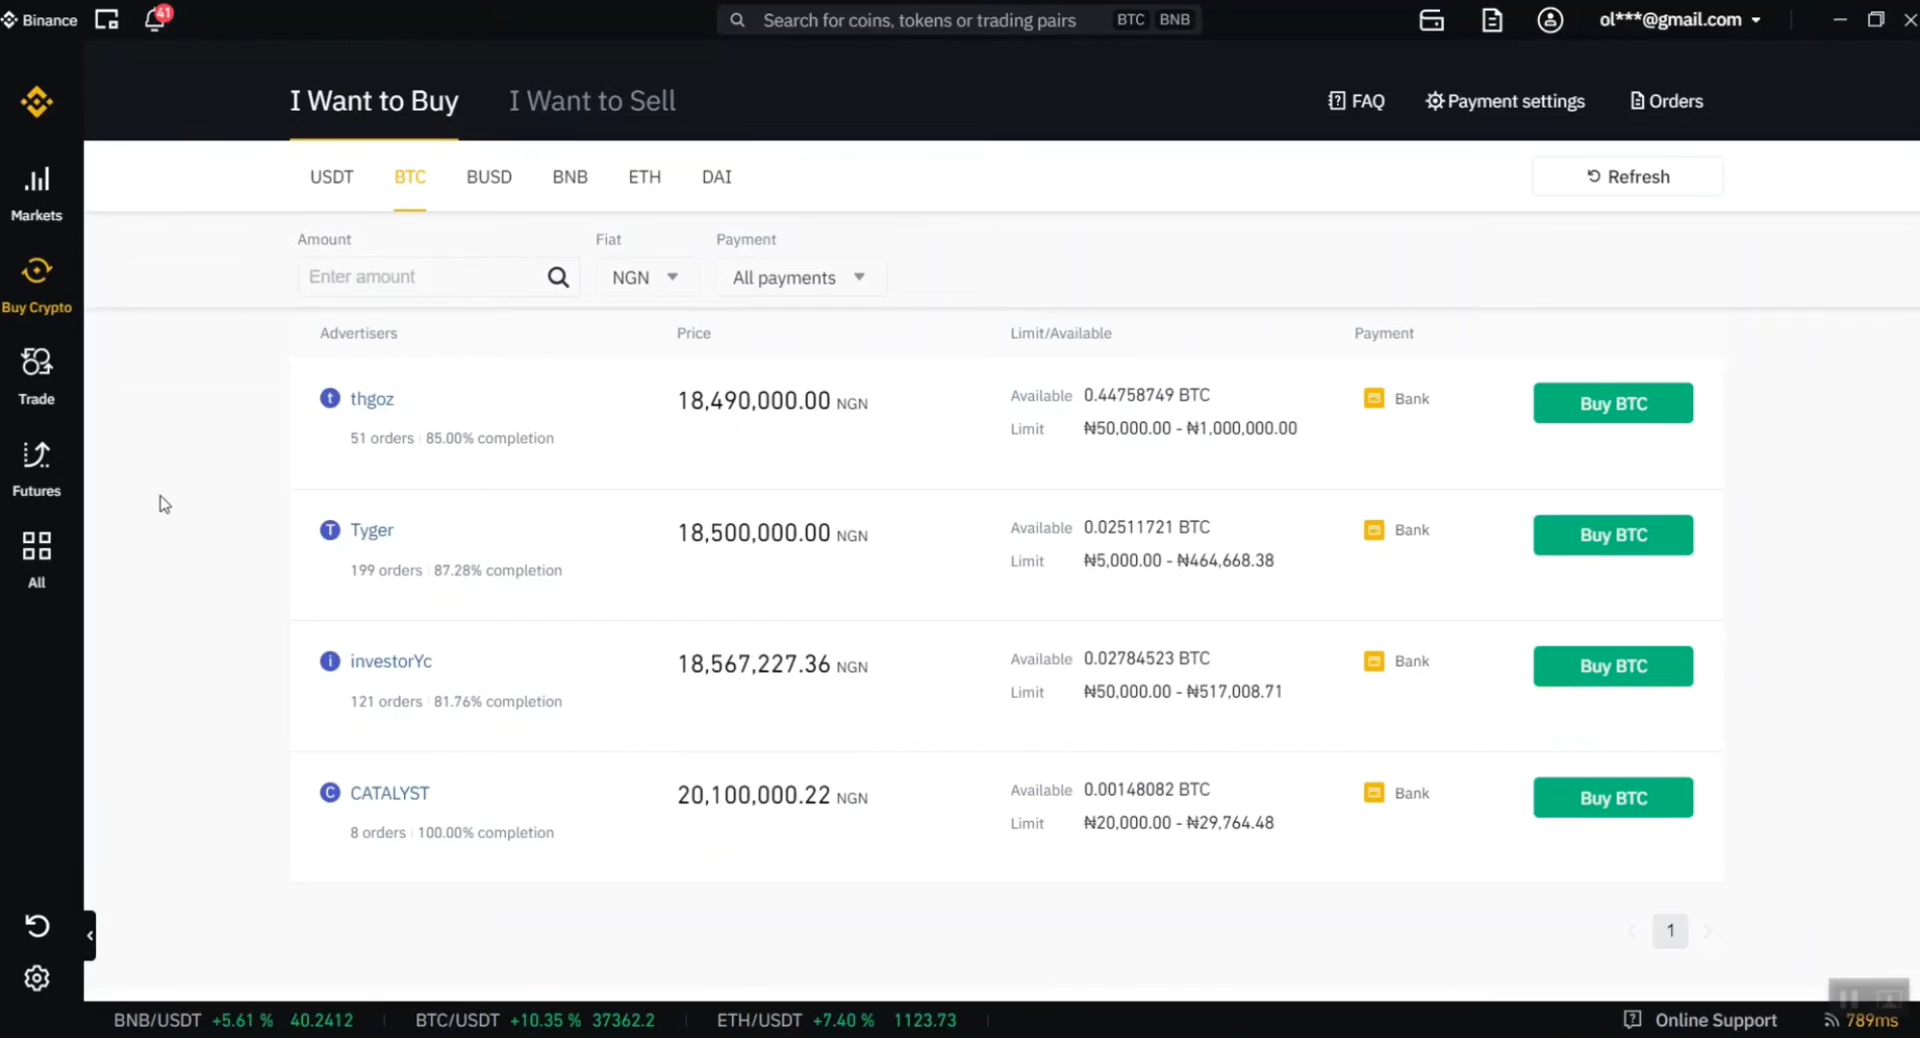 Binance
41
Search for coins, tokens or trading pairs BTC BNB
ol***@gmail.com
I Want to Buy I Want to Sell
FAQ Payment settings Orders
Markets
Buy Crypto
Trade
Futures
All
USDT BTC BUSD BNB ETH DAI
Refresh
Amount Fiat Payment
Enter amount NGN All payments
Advertisers Price Limit/Available Payment
t thgoz 18,490,000.00 NGN Available 0.44758749 BTC Bank Buy BTC
51 orders | 85.00% completion Limit ₦50,000.00 - ₦1,000,000.00
T Tyger 18,500,000.00 NGN Available 0.02511721 BTC Bank Buy BTC
199 orders | 87.28% completion Limit ₦5,000.00 - ₦464,668.38
i investorYc 18,567,227.36 NGN Available 0.02784523 BTC Bank Buy BTC
121 orders | 81.76% completion Limit ₦50,000.00 - ₦517,008.71
C CATALYST 20,100,000.22 NGN Available 0.00148082 BTC Bank Buy BTC
8 orders | 100.00% completion Limit ₦20,000.00 - ₦29,764.48
1
BNB/USDT +5.61 % 40.2412 BTC/USDT +10.35 % 37362.2 ETH/USDT +7.40 % 1123.73
Online Support 789ms